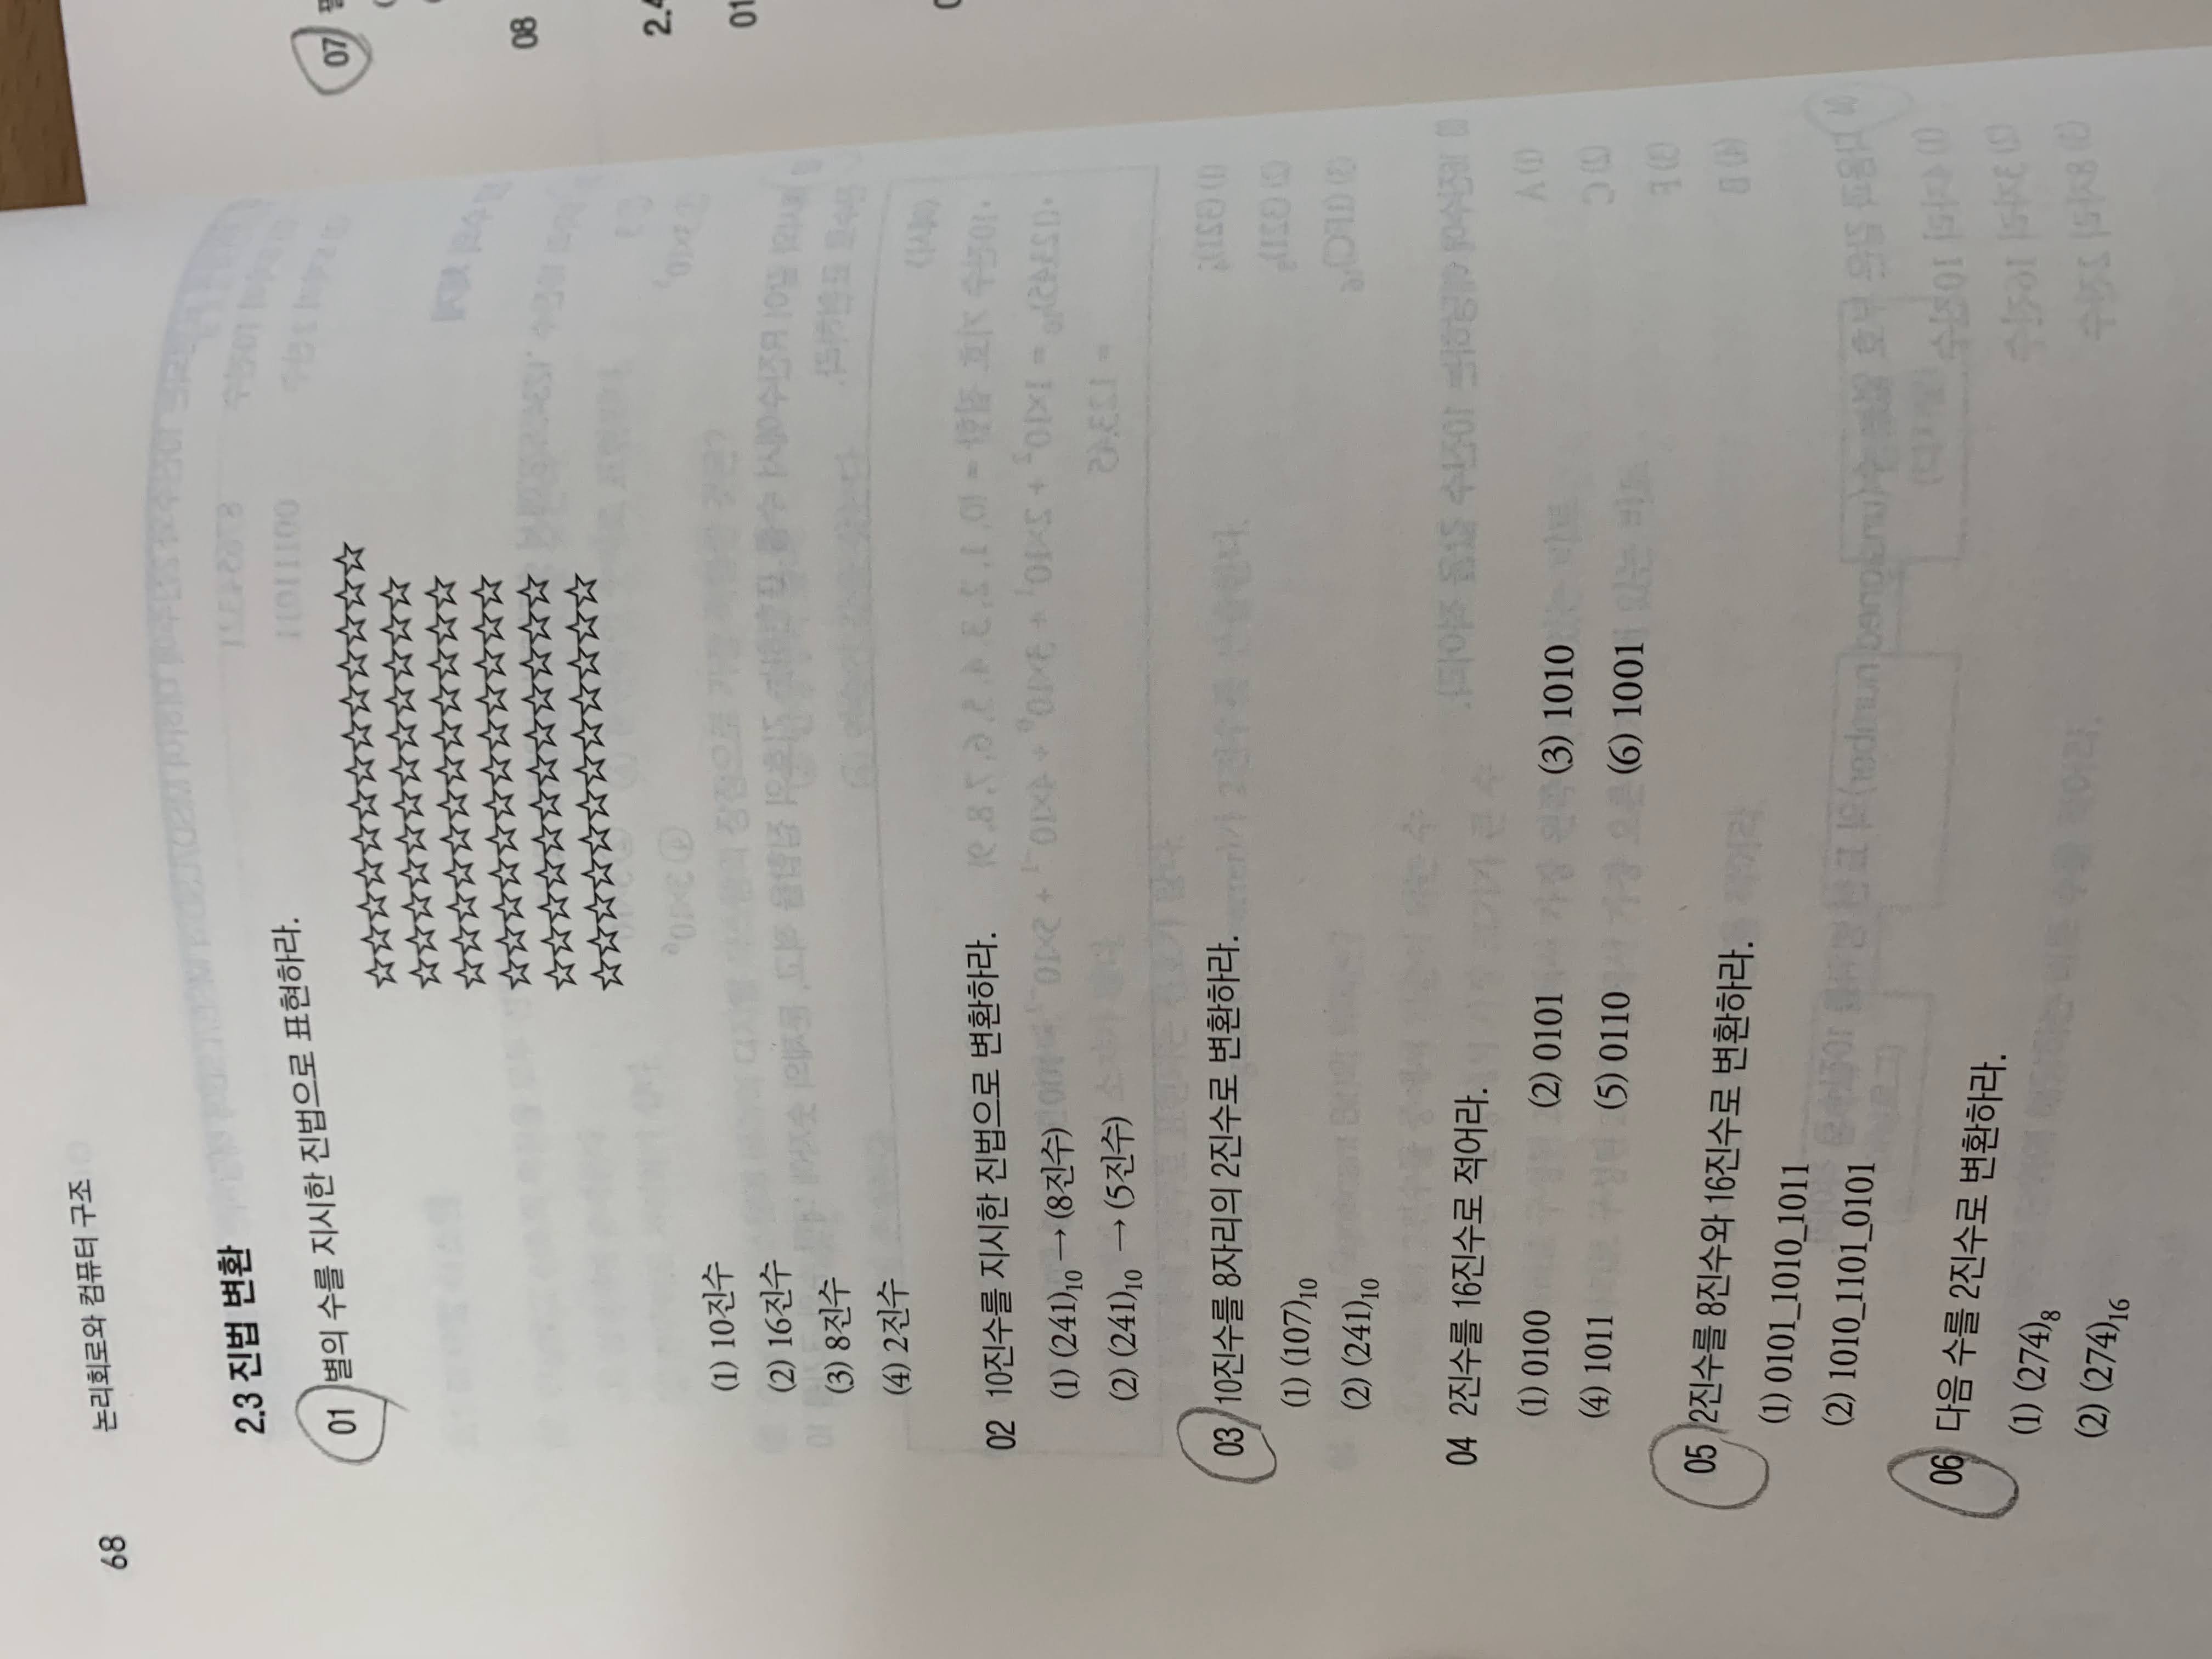 68 논리회로와 컴퓨터 구조
2.3 진법 변환
01 별의 수를 지시한 진법으로 표현하라.
☆☆☆☆☆☆☆☆☆☆☆☆☆
☆☆☆☆☆☆☆☆☆☆☆☆
☆☆☆☆☆☆☆☆☆☆☆☆
☆☆☆☆☆☆☆☆☆☆☆☆
☆☆☆☆☆☆☆☆☆☆☆☆
☆☆☆☆☆☆☆☆☆☆☆☆
(1) 10진수
(2) 16진수
(3) 8진수
(4) 2진수
02 10진수를 지시한 진법으로 변환하라.
(1) (241)₁₀ → (8진수)
(2) (241)₁₀ → (5진수)
03 10진수를 8자리의 2진수로 변환하라.
(1) (107)₁₀
(2) (241)₁₀
04 2진수를 16진수로 적어라.
(1) 0100 (2) 0101 (3) 1010
(4) 1011 (5) 0110 (6) 1001
05 2진수를 8진수와 16진수로 변환하라.
(1) 0101_1010_1011
(2) 1010_1101_0101
06 다음 수를 2진수로 변환하라.
(1) (274)₈
(2) (274)₁₆
07
08
2.4
01